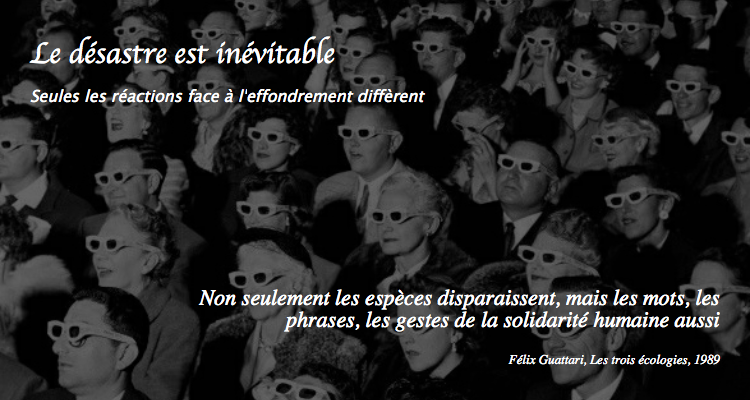 Le désastre est inévitable
Seules les réactions face à l'effondrement diffèrent
Non seulement les espèces disparaissent, mais les mots, les
phrases, les gestes de la solidarité humaine aussi
Félix Guattari, Les trois écologies, 1989